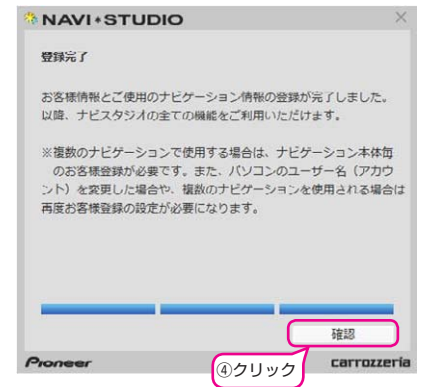 NAVI*STUDIO
登録完了
お客様情報とご使用のナビゲーション情報の登録が完了しました。
以降、ナビスタジオの全ての機能をご利用いただけます。
※複数のナビゲーションで使用する場合は、ナビゲーション本体毎
のお客様登録が必要です。また、パソコンのユーザー名（アカウ
ント）を変更した場合や、複数のナビゲーションを使用される場合は
再度お客様登録の設定が必要になります。
確認
④クリック
Pioneer
carrozzeria